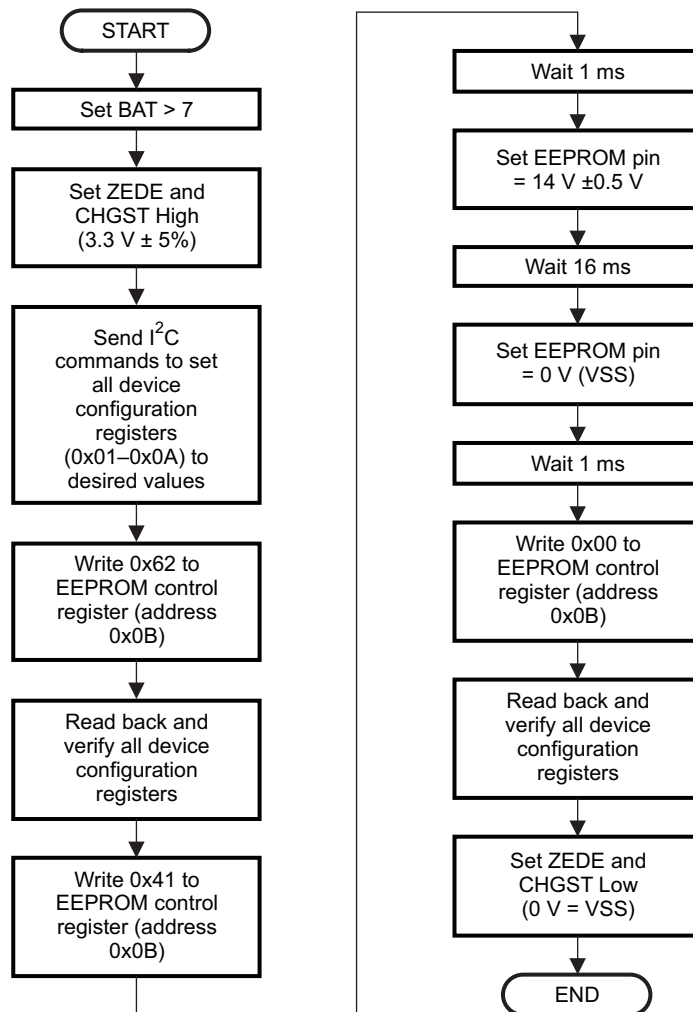 START
Set BAT > 7
Set ZEDE and
CHGST High
(3.3 V ± 5%)
Send I²C
commands to set
all device
configuration
registers
(0x01–0x0A) to
desired values
Write 0x62 to
EEPROM control
register (address
0x0B)
Read back and
verify all device
configuration
registers
Write 0x41 to
EEPROM control
register (address
0x0B)
Wait 1 ms
Set EEPROM pin
= 14 V ±0.5 V
Wait 16 ms
Set EEPROM pin
= 0 V (VSS)
Wait 1 ms
Write 0x00 to
EEPROM control
register (address
0x0B)
Read back and
verify all device
configuration
registers
Set ZEDE and
CHGST Low
(0 V = VSS)
END